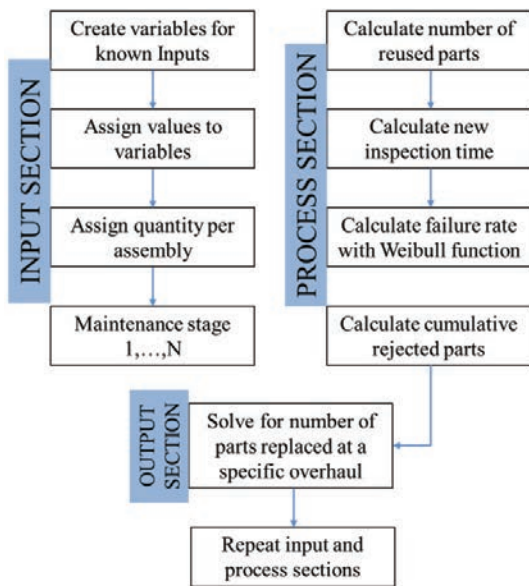 INPUT SECTION
Create variables for
known Inputs
Assign values to
variables
Assign quantity per
assembly
Maintenance stage
1,…,N
PROCESS SECTION
Calculate number of
reused parts
Calculate new
inspection time
Calculate failure rate
with Weibull function
Calculate cumulative
rejected parts
OUTPUT
SECTION
Solve for number of
parts replaced at a
specific overhaul
Repeat input and
process sections